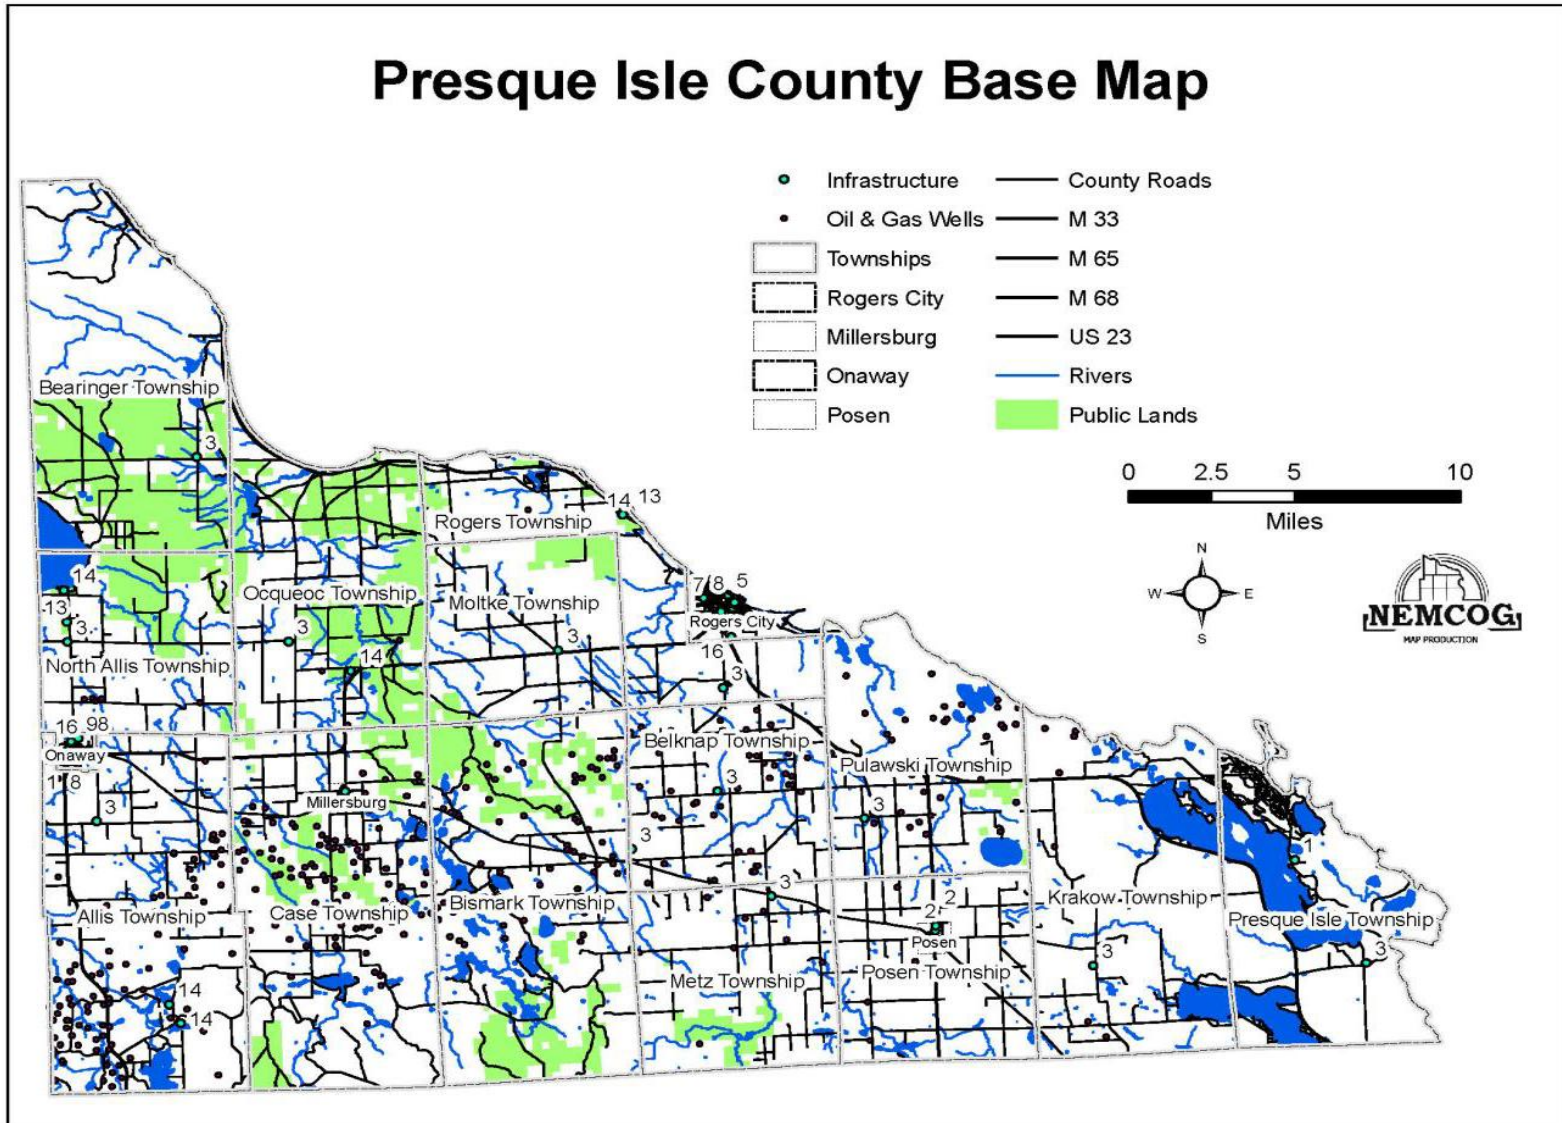 Presque Isle County Base Map
Infrastructure
Oil & Gas Wells
Townships
Rogers City
Millersburg
Onaway
Posen
County Roads
M 33
M 65
M 68
US 23
Rivers
Public Lands
0 2.5 5 10
Miles
N
W E
S
NEMCOG
MAP PRODUCTION
Bearinger Township
3
14 13
Rogers Township
14
Ocqueoc Township
7 8 5
Moltke Township
13
Rogers City
3
3
3
North Allis Township
14
16
3
16 98
Onaway
Belknap Township
Pulawski Township
1 18
3
Millersburg
3
3
3
1
3
Allis Township
Case Township
Bismark Township
2 2
Krakow Township
Presque Isle Township
Posen
3
3
Metz Township
Posen Township
14
14